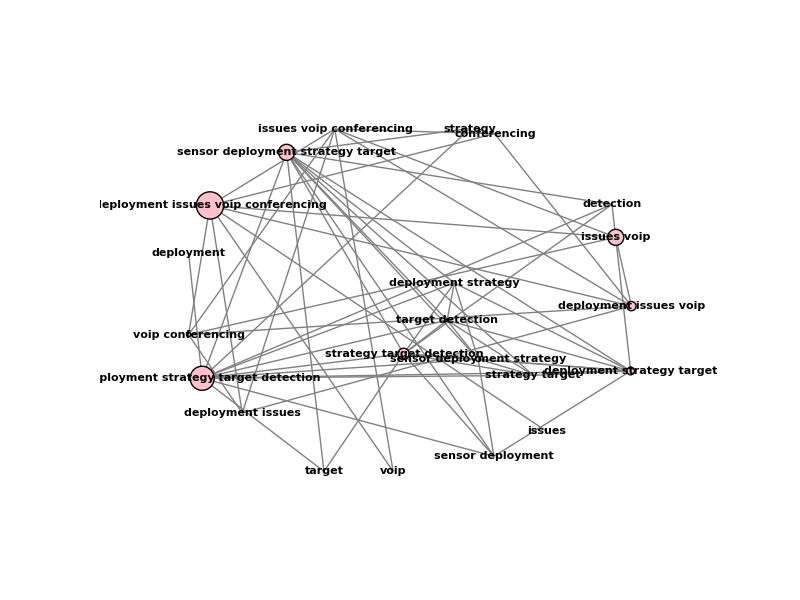 issues voip conferencing
strategy
conferencing
sensor deployment strategy target
detection
eployment issues voip conferencing
issues voip
deployment
deployment strategy
deployment issues voip
target detection
voip conferencing
strategy target detection
sensor deployment strategy
deployment strategy target
strategy target
ployment strategy target detection
deployment issues
issues
sensor deployment
target
voip